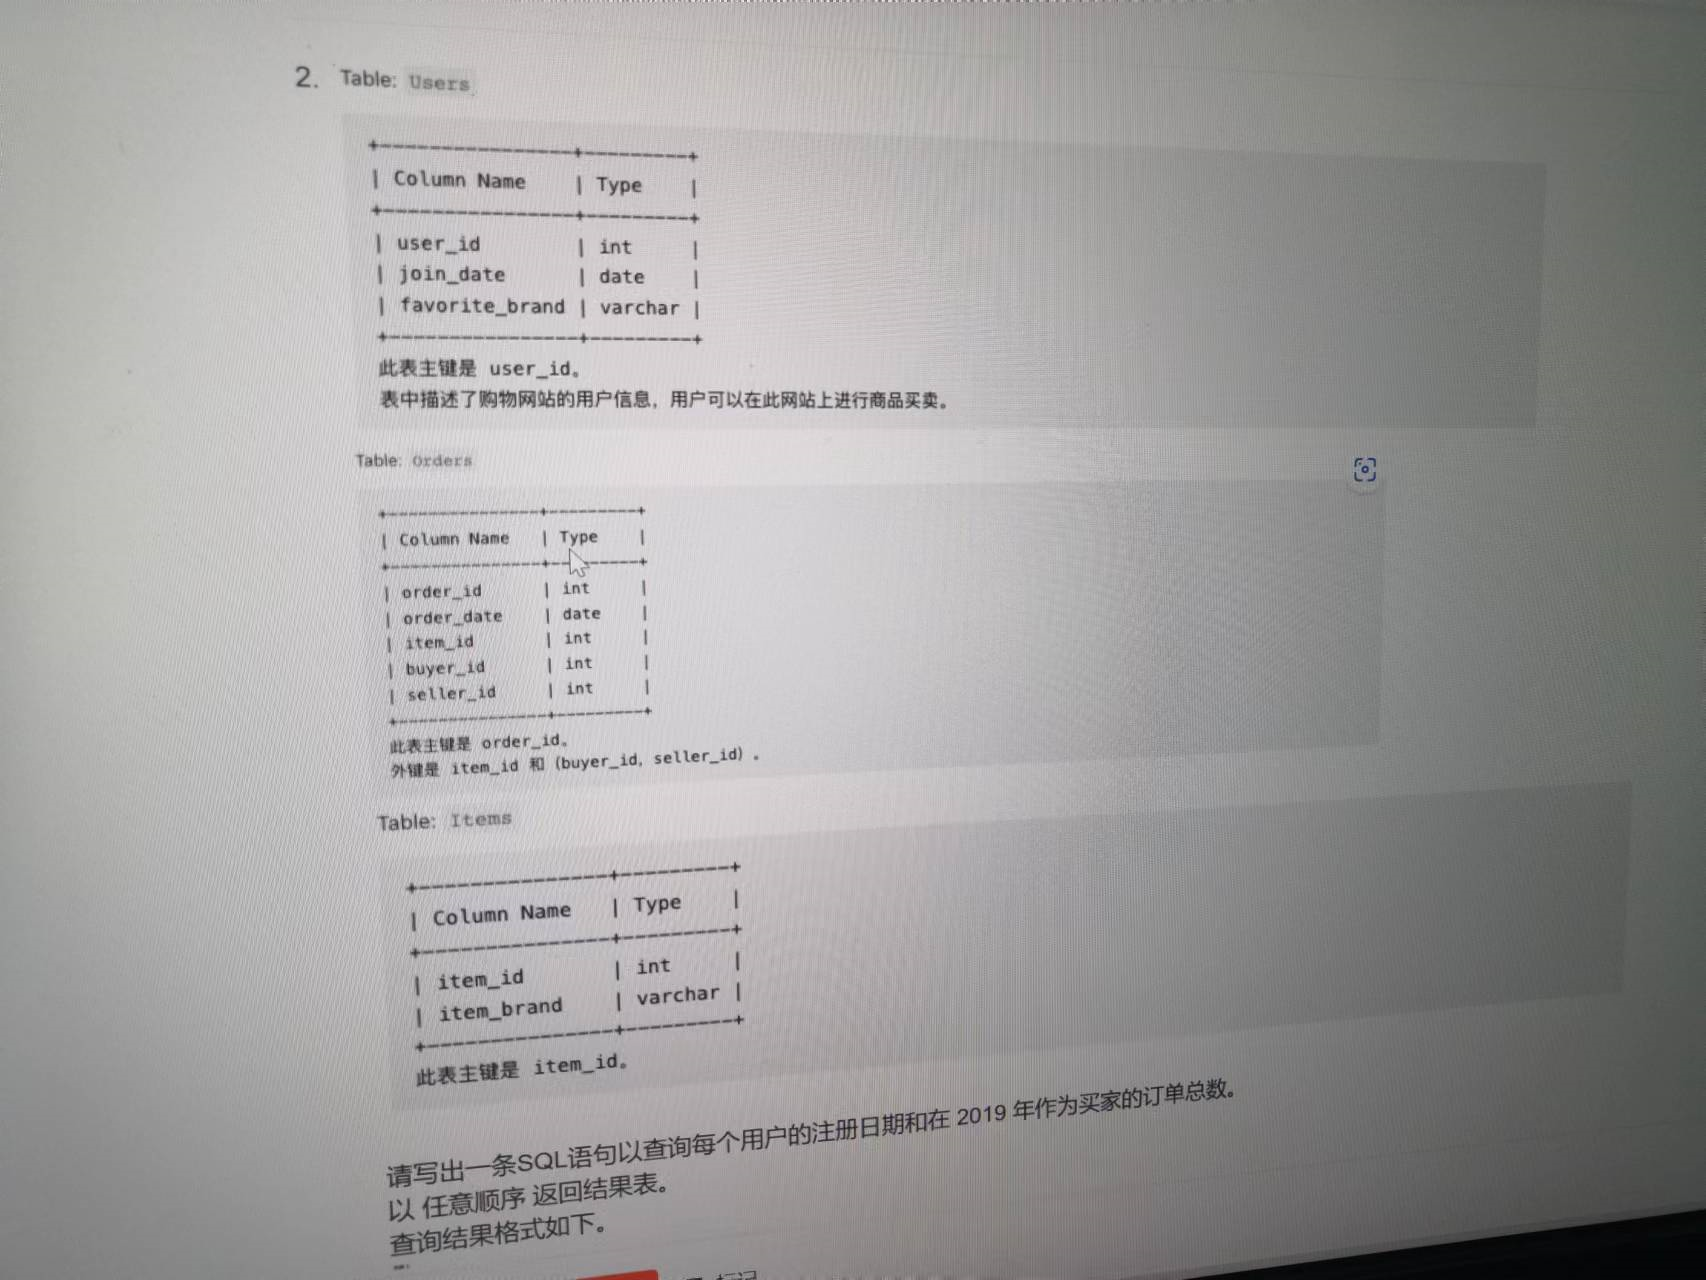 2. Table: Users
+----------------+---------+
| Column Name    | Type    |
+----------------+---------+
| user_id        | int     |
| join_date      | date    |
| favorite_brand | varchar |
+----------------+---------+
此表主键是 user_id。
表中描述了购物网站的用户信息，用户可以在此网站上进行商品买卖。
Table: Orders
+---------------+---------+
| Column Name   | Type    |
+---------------+---------+
| order_id      | int     |
| order_date    | date    |
| item_id       | int     |
| buyer_id      | int     |
| seller_id     | int     |
+---------------+---------+
此表主键是 order_id。
外键是 item_id 和（buyer_id，seller_id）。
Table: Items
+---------------+---------+
| Column Name   | Type    |
+---------------+---------+
| item_id       | int     |
| item_brand    | varchar |
+---------------+---------+
此表主键是 item_id。
请写出一条SQL语句以查询每个用户的注册日期和在 2019 年作为买家的订单总数。
以 任意顺序 返回结果表。
查询结果格式如下。
标记